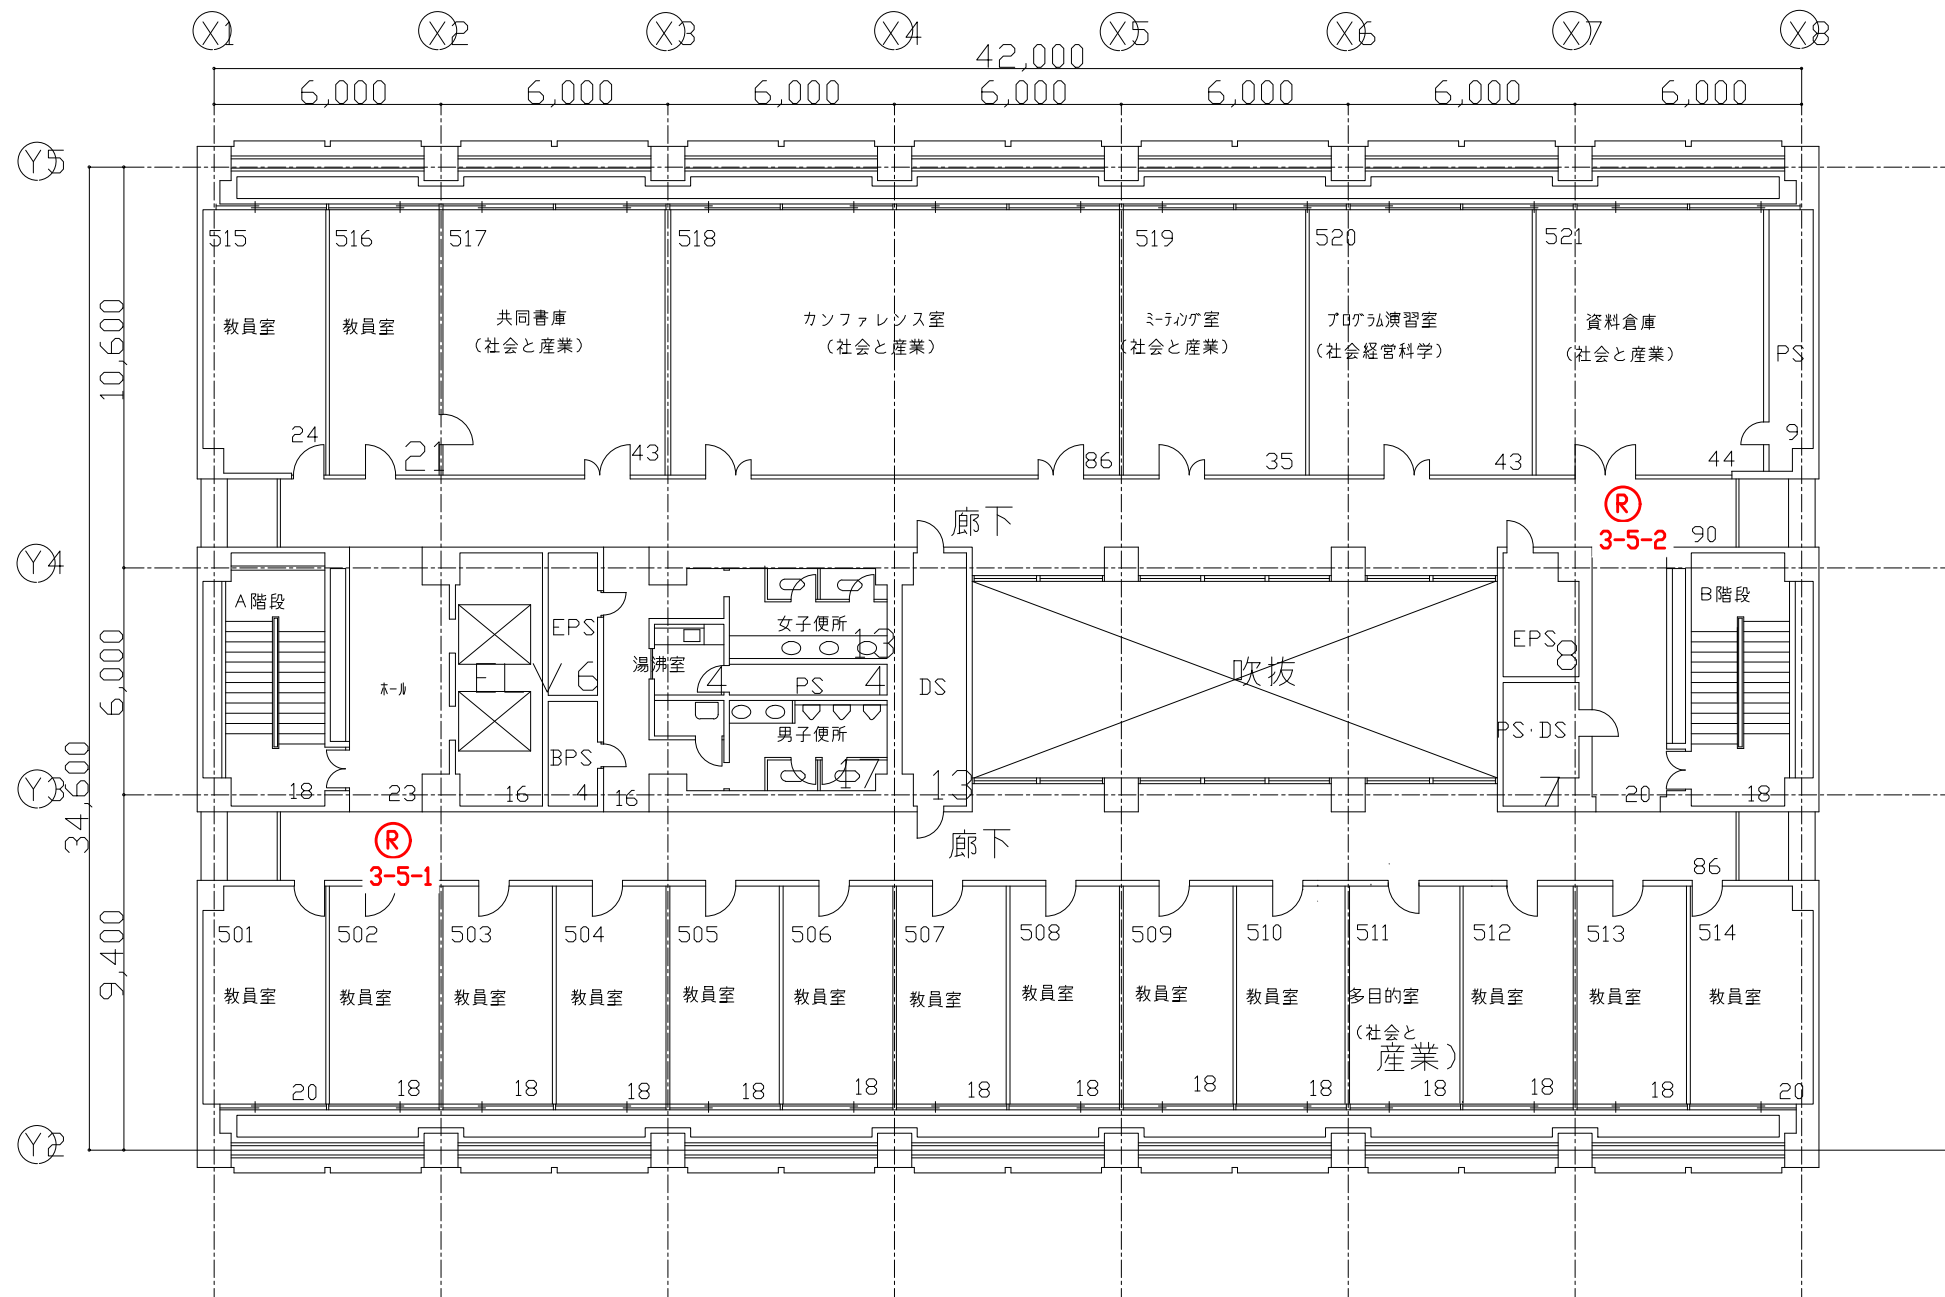 X1 X2 X3 X4 X5 X6 X7 X8
42,000
6,000 6,000 6,000 6,000 6,000 6,000 6,000
Y5
515 516 517 518 519 520 521
教員室 教員室 共同書庫 カンファレンス室 ミーティング室 プログラム演習室 資料倉庫
(社会と産業) (社会と産業) (社会と産業) (社会経営科学) (社会と産業) PS
10,600
24 21 43 86 35 43 44 9
廊下
R
3-5-2
90
Y4
A階段 EPS 女子便所 13 EPS 8 B階段
湯沸室
ホール E 6 4 PS 4 DS 吹抜
6,000
男子便所 PS・DS
BPS
17
Y3
18 23 16 4 16 13 7 20 18
34,600
R
3-5-1
廊下
86
501 502 503 504 505 506 507 508 509 510 511 512 513 514
教員室 教員室 教員室 教員室 教員室 教員室 教員室 教員室 教員室 教員室 多目的室 教員室 教員室 教員室
(社会と
産業)
9,400
20 18 18 18 18 18 18 18 18 18 18 18 18 20
Y2